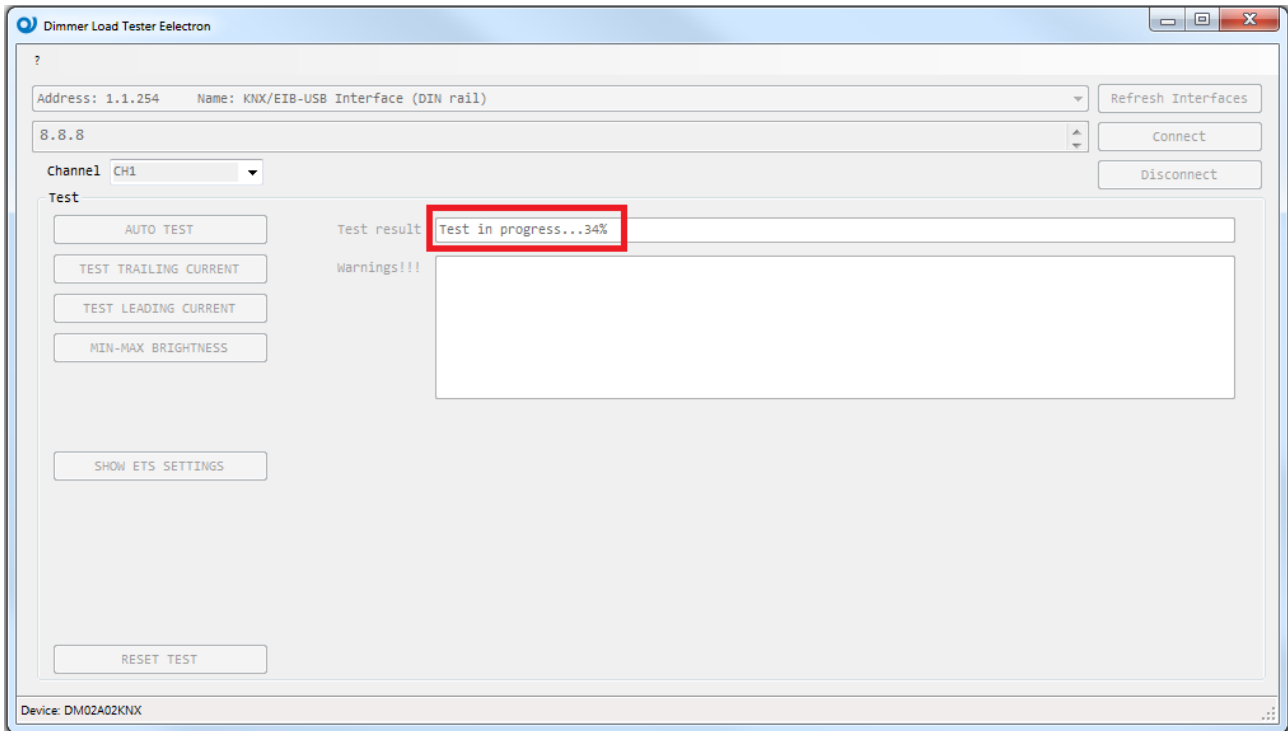 Dimmer Load Tester Eelectron
?
Address: 1.1.254 Name: KNX/EIB-USB Interface (DIN rail)
Refresh Interfaces
8.8.8
Connect
Channel CH1
Disconnect
Test
AUTO TEST
Test result Test in progress...34%
TEST TRAILING CURRENT
Warnings!!!
TEST LEADING CURRENT
MIN-MAX BRIGHTNESS
SHOW ETS SETTINGS
RESET TEST
Device: DM02A02KNX